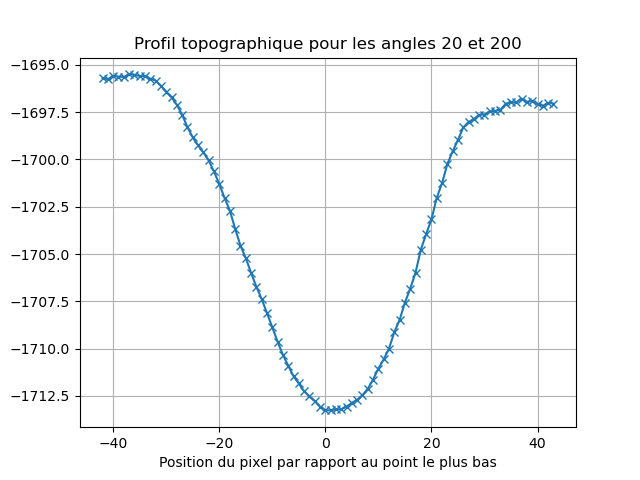 Profil topographique pour les angles 20 et 200
−1695.0
−1697.5
−1700.0
−1702.5
−1705.0
−1707.5
−1710.0
−1712.5
−40 −20 0 20 40
Position du pixel par rapport au point le plus bas